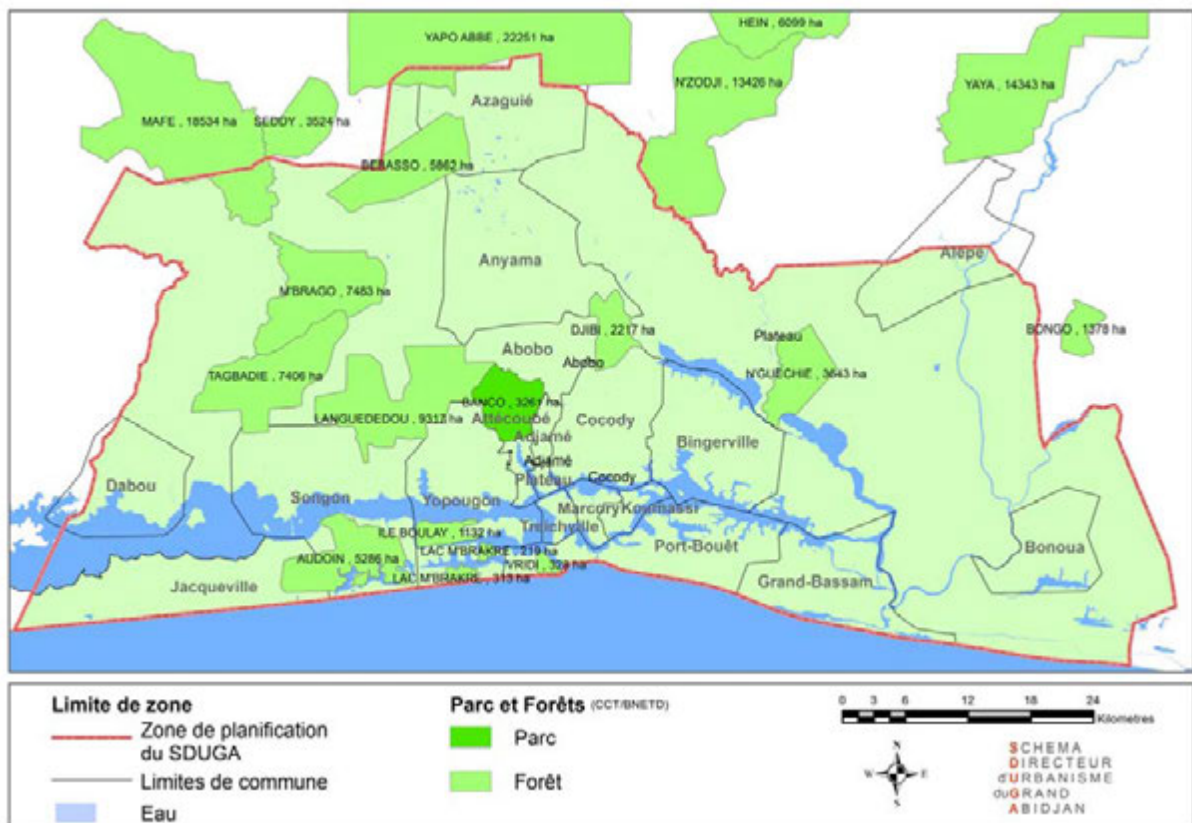 HEIN , 6099 ha
YAPO ABBE , 22251 ha
N'ZODJI , 13426 ha
YAYA , 14343 ha
Azaguié
MAFE , 18534 ha
SEDDY , 3524 ha
BEBASSO , 5862 ha
Anyama
Alépé
M'BRAGO , 7483 ha
DJIBI , 2217 ha
Plateau
BONGO , 1378 ha
Abobo
Abobo
TAGBADIE , 7406 ha
N'GUECHIE , 3643 ha
BANCO , 3261 ha
LANGUEDEDOU , 9313 ha
Attécoubé
Cocody
Adjamé
Bingerville
Adjamé
Dabou
Plateau
Cocody
Songon
Yopougon
Marcory
Koumassi
Treichville
ILE BOULAY , 1132 ha
Port-Bouët
Bonoua
AUDOIN , 5286 ha
LAC M'BRAKRE , 219 ha
VRIDI , 329 ha
Jacqueville
LAC M'BRAKRE , 313 ha
Grand-Bassam
Limite de zone
Zone de planification
du SDUGA
Limites de commune
Eau
Parc et Forêts (CCT/BNETD)
Parc
Forêt
0 3 6 12 18 24
Kilometres
N
W E
S
SCHEMA
DIRECTEUR
d'URBANISME
du GRAND
ABIDJAN